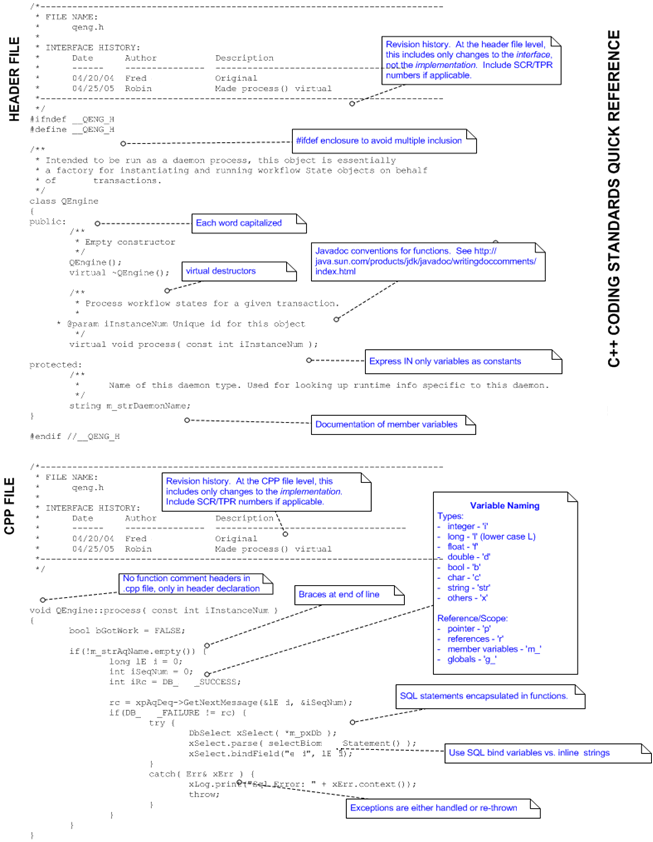 HEADER FILE
C++ CODING STANDARDS QUICK REFERENCE
/*------------------------------------------------------------------------------
* FILE NAME:
* qeng.h
*
* INTERFACE HISTORY:
* Date Author Description
* ------ ---------------- ---------------------------------
* 04/20/04 Fred Original
* 04/25/05 Robin Made process() virtual
*------------------------------------------------------------------------------
*/
Revision history. At the header file level,
this includes only changes to the interface,
not the implementation. Include SCR/TPR
numbers if applicable.
#ifndef __QENG_H
#define __QENG_H
#ifdef enclosure to avoid multiple inclusion
/**
* Intended to be run as a daemon process, this object is essentially
* a factory for instantiating and running workflow State objects on behalf
* of transactions.
*/
class QEngine
{
public:
Each word capitalized
/**
* Empty constructor
*/
QEngine();
virtual ~QEngine();
virtual destructors
Javadoc conventions for functions. See http://
java.sun.com/products/jdk/javadoc/writingdoccomments/
index.html
/**
* Process workflow states for a given transaction.
*
* @param iInstanceNum Unique id for this object
*/
virtual void process( const int iInstanceNum );
Express IN only variables as constants
protected:
/**
* Name of this daemon type. Used for looking up runtime info specific to this daemon.
*/
string m_strDaemonName;
}
Documentation of member variables
#endif //__QENG_H
CPP FILE
/*------------------------------------------------------------------------------
* FILE NAME:
* qeng.h
*
* INTERFACE HISTORY:
* Date Author Description
* ------ ---------------- ---------------------------------
* 04/20/04 Fred Original
* 04/25/05 Robin Made process() virtual
*------------------------------------------------------------------------------
*/
Revision history. At the CPP file level, this
includes only changes to the implementation.
Include SCR/TPR numbers if applicable.
Variable Naming
Types:
- integer - 'i'
- long - 'l' (lower case L)
- float - 'f'
- double - 'd'
- bool - 'b'
- char - 'c'
- string - 'str'
- others - 'x'
Reference/Scope:
- pointer - 'p'
- references - 'r'
- member variables - 'm_'
- globals - 'g_'
No function comment headers in
.cpp file, only in header declaration
Braces at end of line
void QEngine::process( const int iInstanceNum )
{
bool bGotWork = FALSE;
if(!m_strAqName.empty()) {
long lE i = 0;
int iSeqNum = 0;
int iRc = DB_ _SUCCESS;
rc = xpAqDeq->GetNextMessage(&lE i, &iSeqNum);
if(DB_ _FAILURE != rc) {
try {
DbSelect xSelect( *m_pxDb );
xSelect.parse( selectBiom Statement() );
xSelect.bindField("e i", lE i);
}
catch( Err& xErr ) {
xLog.print("Sql Error: " + xErr.context());
throw;
}
}
}
}
SQL statements encapsulated in functions.
Use SQL bind variables vs. inline strings
Exceptions are either handled or re-thrown